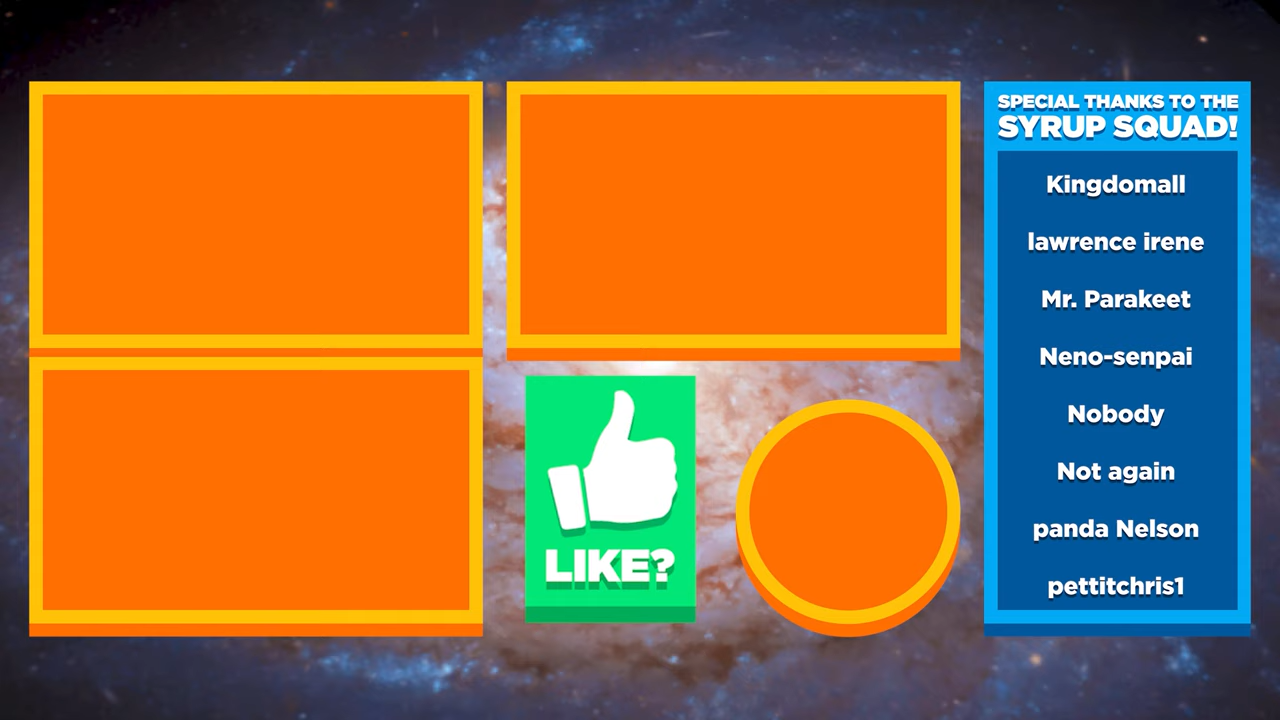 SPECIAL THANKS TO THE
SYRUP SQUAD!
Kingdomall
lawrence irene
Mr. Parakeet
Neno-senpai
Nobody
Not again
panda Nelson
pettitchris1
LIKE?